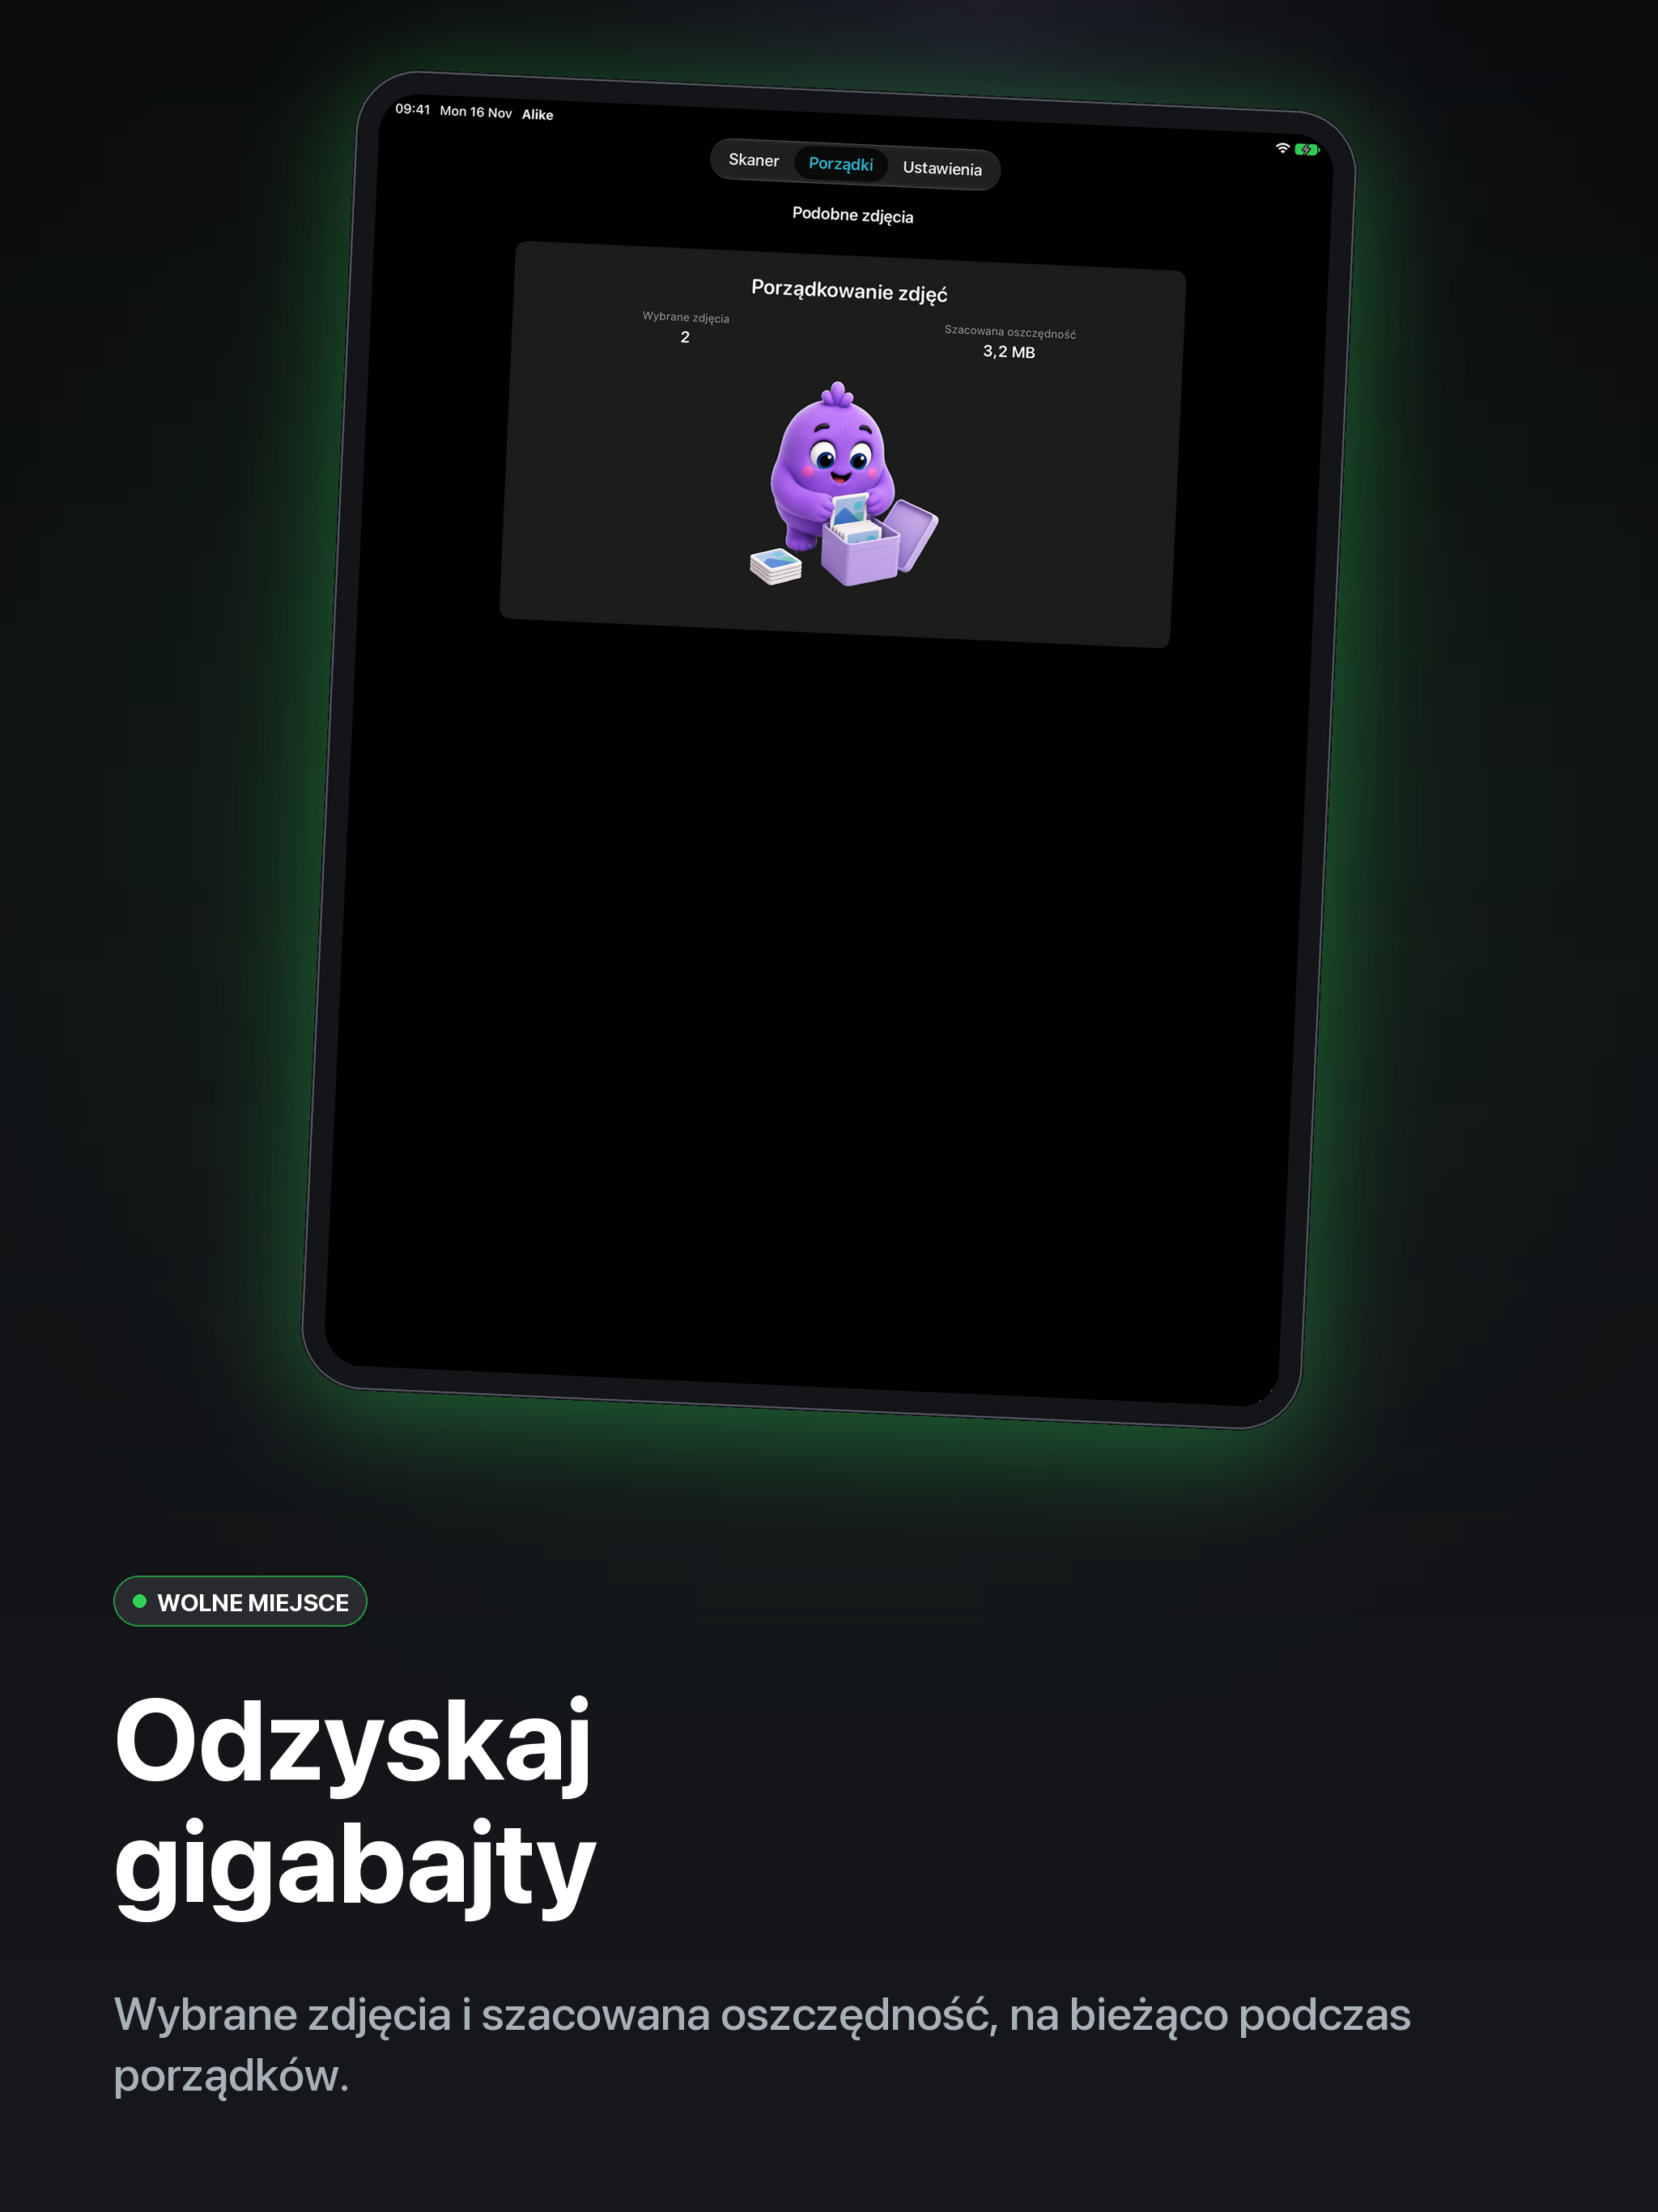 09:41 Mon 16 Nov Alike
Skaner Porządki Ustawienia
Podobne zdjęcia
Porządkowanie zdjęć
Wybrane zdjęcia
2
Szacowana oszczędność
3,2 MB
WOLNE MIEJSCE
Odzyskaj
gigabajty
Wybrane zdjęcia i szacowana oszczędność, na bieżąco podczas
porządków.